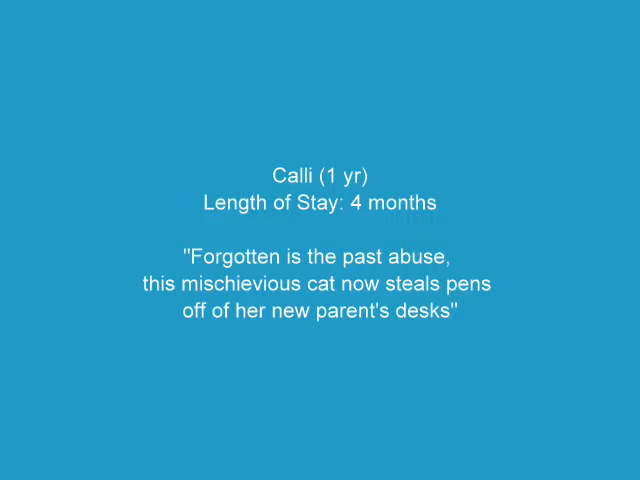 Calli (1 yr)
Length of Stay: 4 months
"Forgotten is the past abuse,
this mischievious cat now steals pens
off of her new parent's desks"